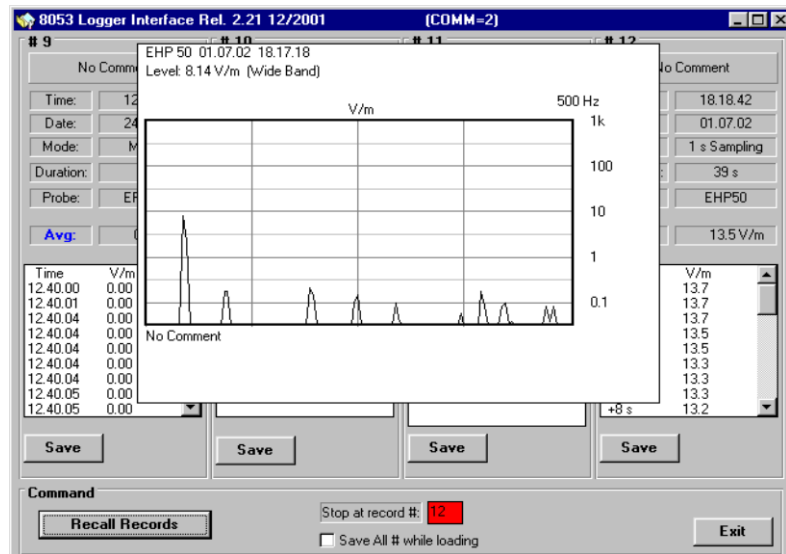 8053 Logger Interface Rel. 2.21 12/2001 (COMM=2)
# 9
# 10
# 11
# 12
No Comme
Time: 12
Date: 24
Mode: M
Duration:
Probe: EF
Avg:
Time V/m
12.40.00 0.00
12.40.01 0.00
12.40.04 0.00
12.40.04 0.00
12.40.04 0.00
12.40.04 0.00
12.40.04 0.00
12.40.05 0.00
12.40.05 0.00
Save
EHP 50 01.07.02 18.17.18
Level: 8.14 V/m (Wide Band)
V/m
500 Hz
1k
100
10
1
0.1
No Comment
Save
Save
No Comment
18.18.42
01.07.02
1 s Sampling
39 s
EHP50
13.5 V/m
V/m
13.7
13.7
13.7
13.5
13.5
13.3
13.3
13.3
+8 s 13.2
Save
Command
Recall Records
Stop at record #: 12
Save All # while loading
Exit